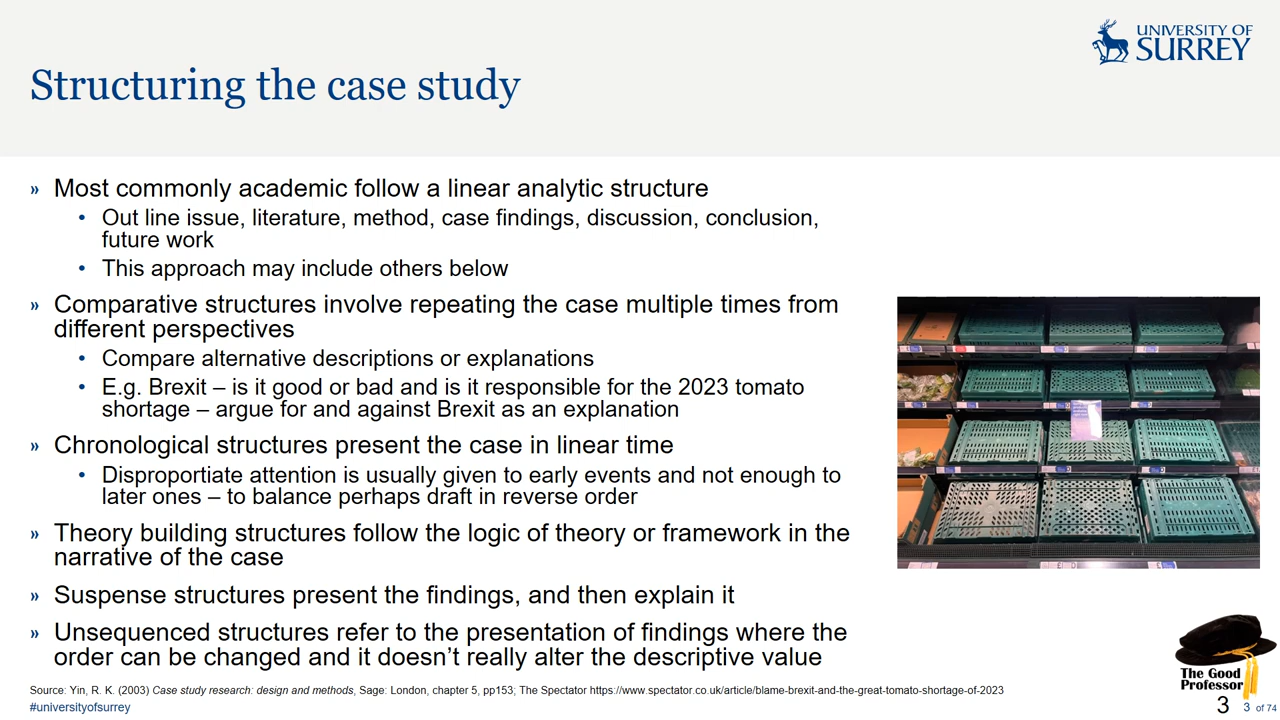 UNIVERSITY OF
SURREY
Structuring the case study
» Most commonly academic follow a linear analytic structure
• Out line issue, literature, method, case findings, discussion, conclusion,
future work
• This approach may include others below
» Comparative structures involve repeating the case multiple times from
different perspectives
• Compare alternative descriptions or explanations
• E.g. Brexit – is it good or bad and is it responsible for the 2023 tomato
shortage – argue for and against Brexit as an explanation
» Chronological structures present the case in linear time
• Disproportiate attention is usually given to early events and not enough to
later ones – to balance perhaps draft in reverse order
» Theory building structures follow the logic of theory or framework in the
narrative of the case
» Suspense structures present the findings, and then explain it
» Unsequenced structures refer to the presentation of findings where the
order can be changed and it doesn’t really alter the descriptive value
Source: Yin, R. K. (2003) Case study research: design and methods, Sage: London, chapter 5, pp153; The Spectator https://www.spectator.co.uk/article/blame-brexit-and-the-great-tomato-shortage-of-2023
#universityofsurrey
The Good
Professor
3 3 of 74